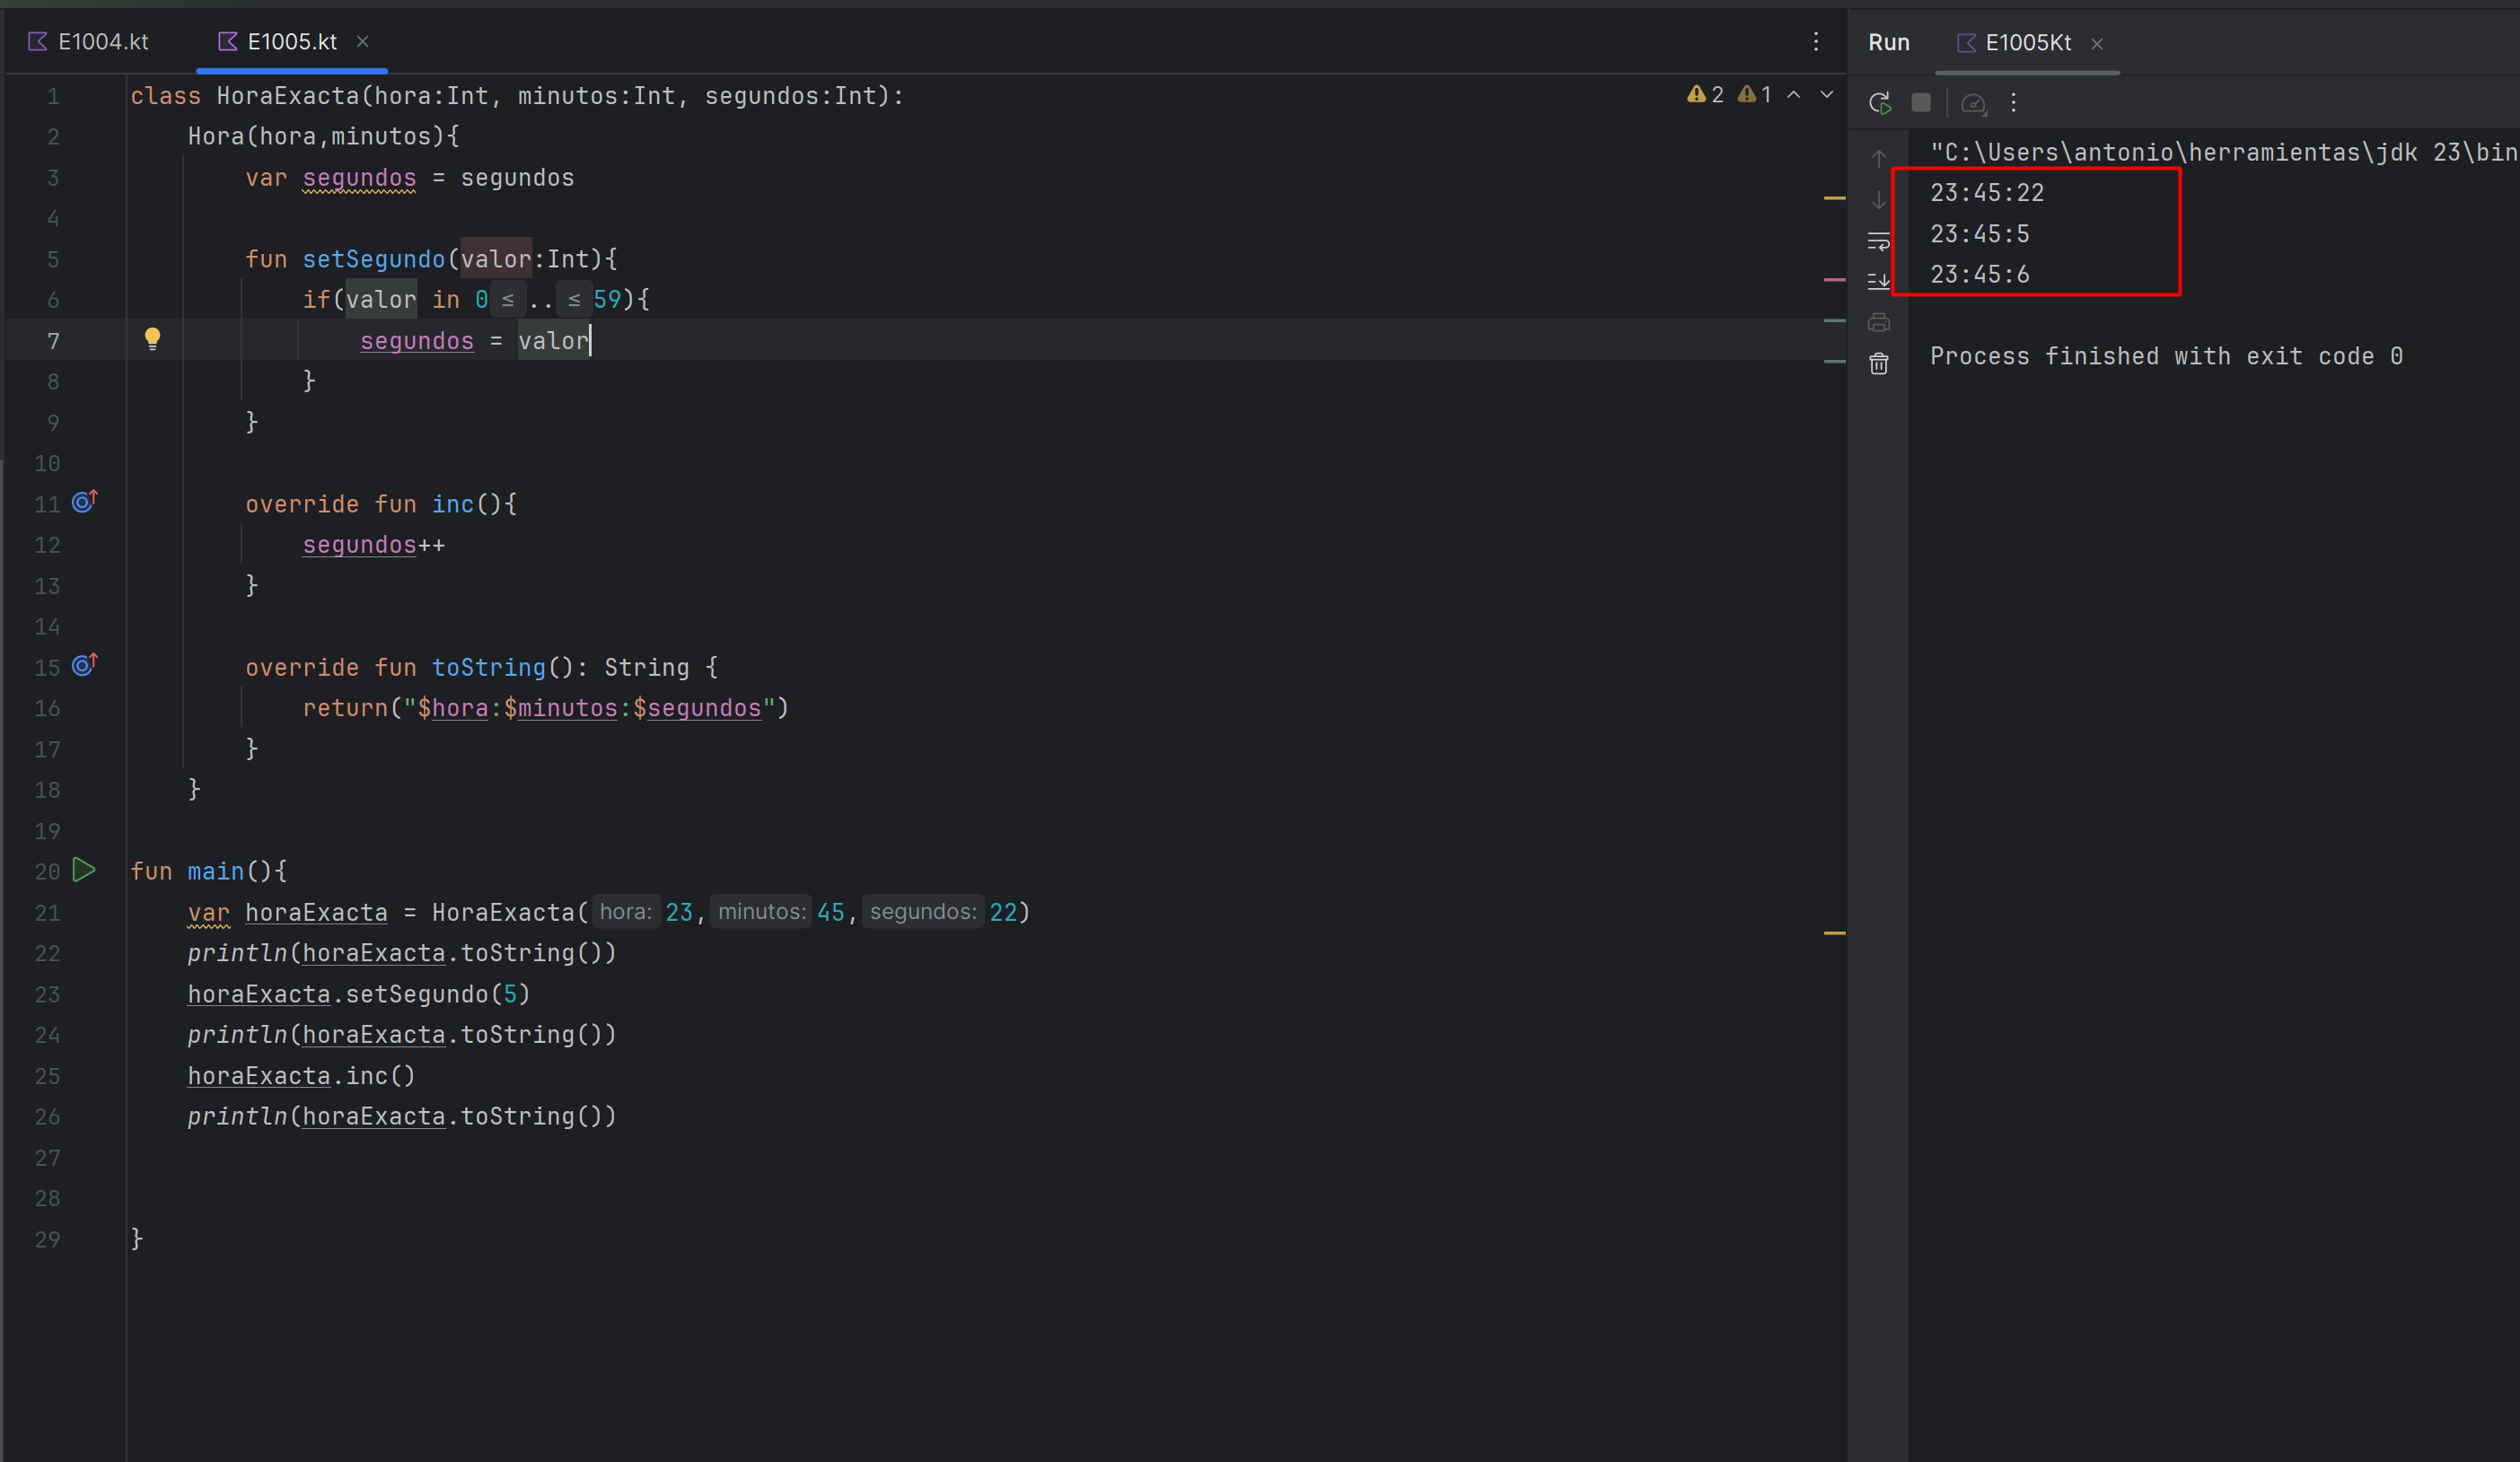 E1004.kt E1005.kt
2 1
1 class HoraExacta(hora:Int, minutos:Int, segundos:Int):
2 Hora(hora,minutos){
3 var segundos = segundos
4
5 fun setSegundo(valor:Int){
6 if(valor in 0 ≤ .. ≤ 59){
7 segundos = valor
8 }
9 }
10
11 override fun inc(){
12 segundos++
13 }
14
15 override fun toString(): String {
16 return("$hora:$minutos:$segundos")
17 }
18 }
19
20 fun main(){
21 var horaExacta = HoraExacta( hora: 23, minutos: 45, segundos: 22)
22 println(horaExacta.toString())
23 horaExacta.setSegundo(5)
24 println(horaExacta.toString())
25 horaExacta.inc()
26 println(horaExacta.toString())
27
28
29 }
Run E1005Kt
"C:\Users\antonio\herramientas\jdk 23\bin
23:45:22
23:45:5
23:45:6
Process finished with exit code 0